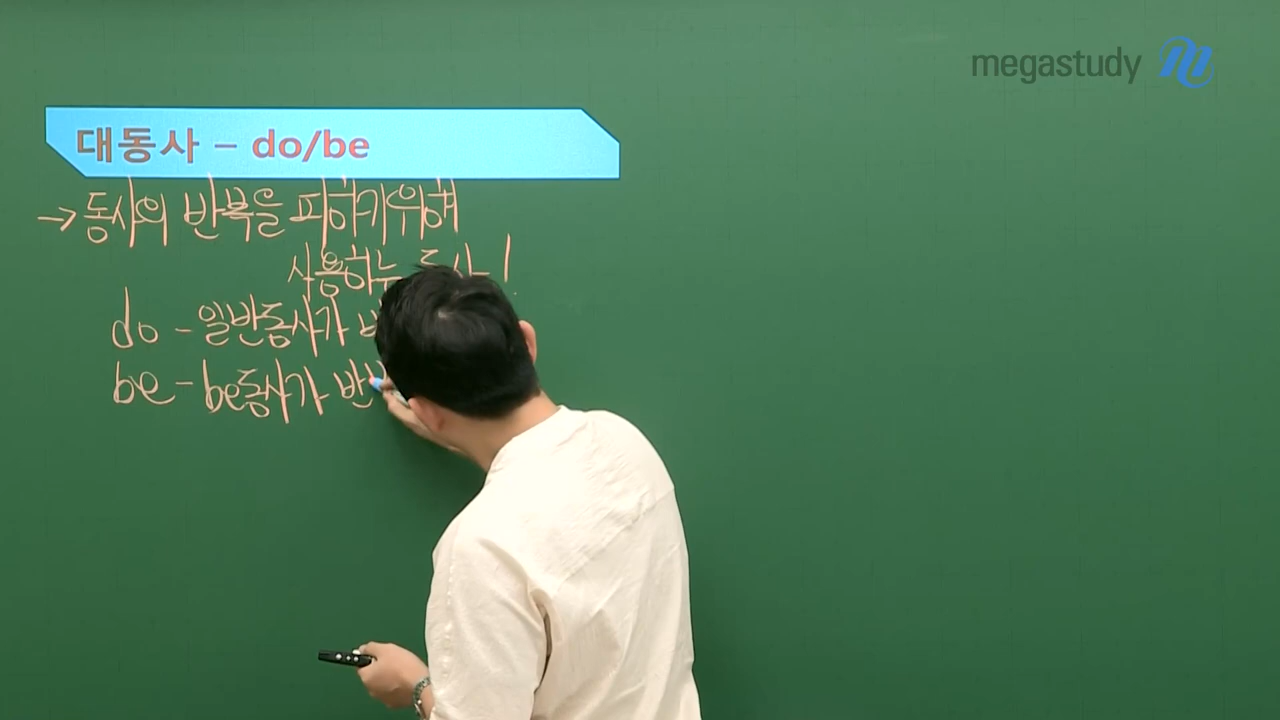 megastudy
대동사 – do/be
→ 동사의 반복을 피하기위해
사용하는 !
do - 일반동사가
be - be동사가